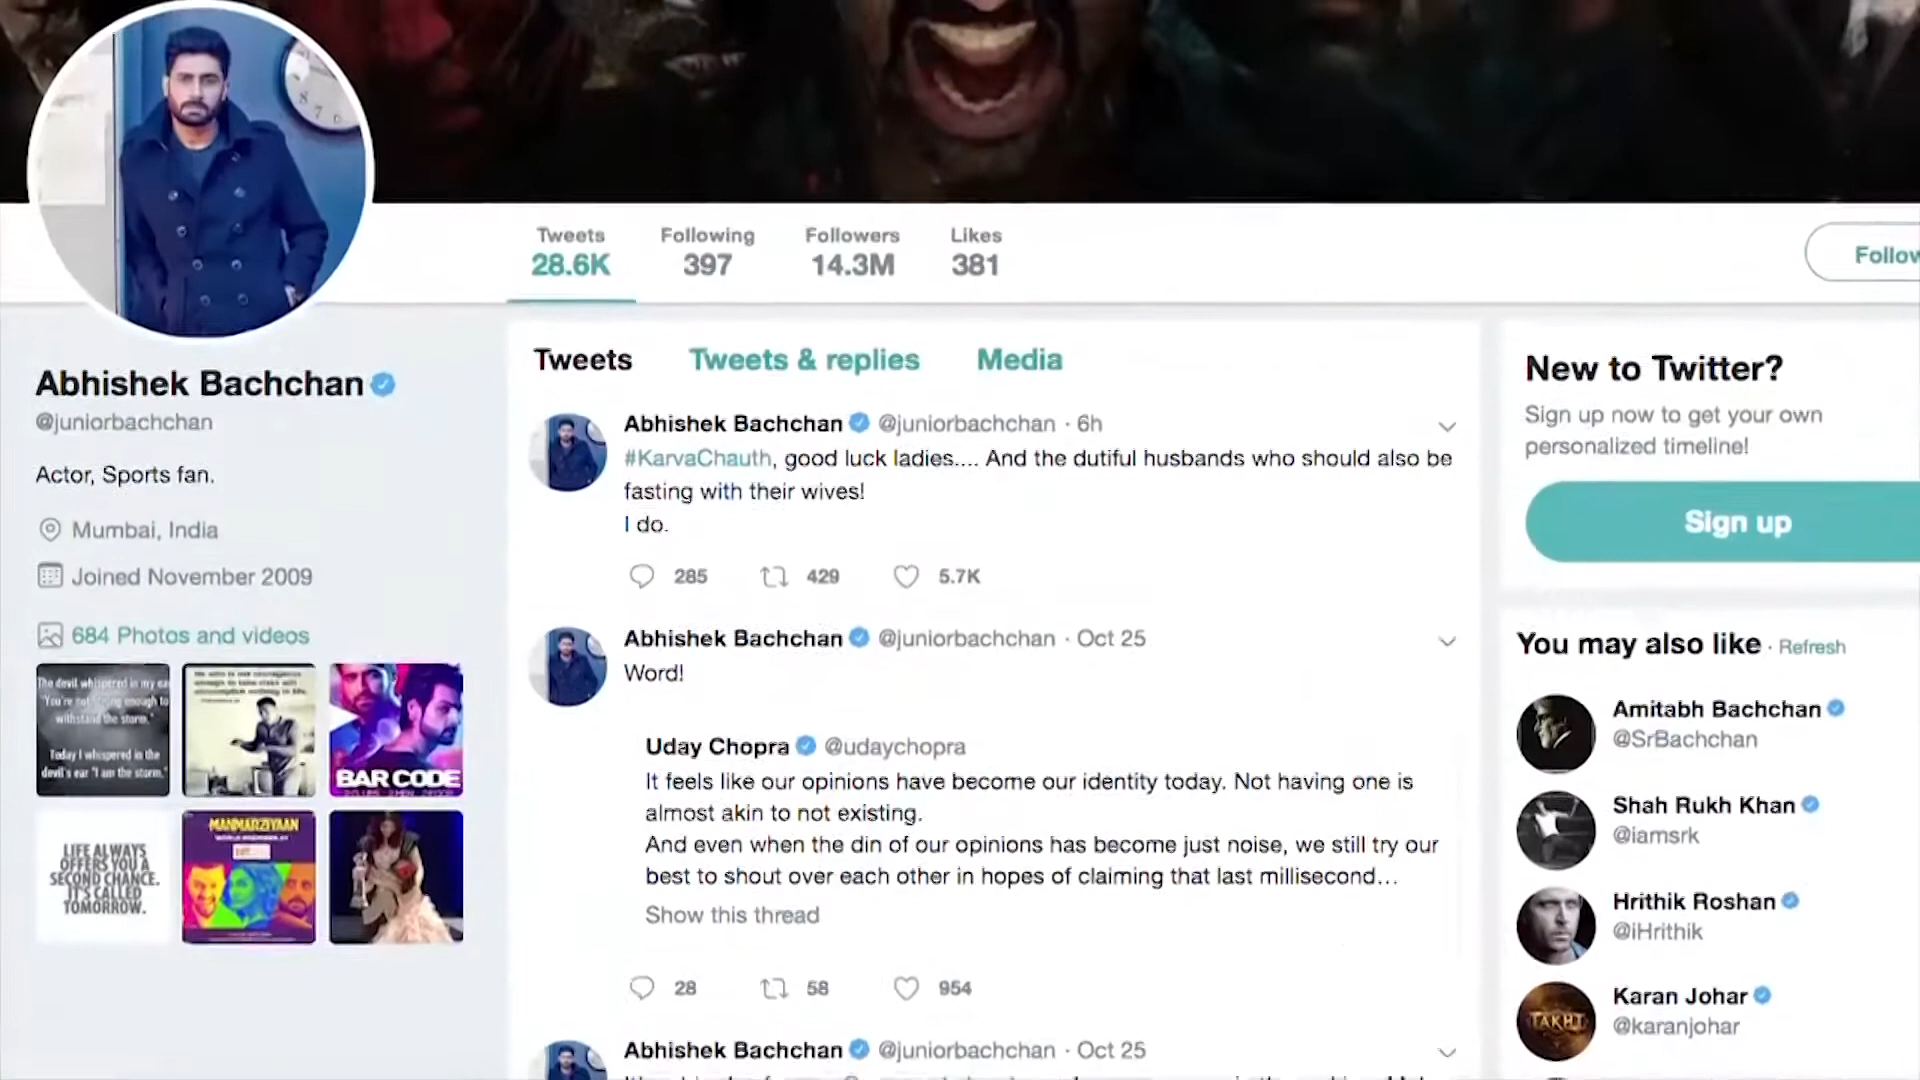 Tweets
28.6K
Following
397
Followers
14.3M
Likes
381
Follow
Abhishek Bachchan
@juniorbachchan
Actor, Sports fan.
Mumbai, India
Joined November 2009
684 Photos and videos
The devil whispered in my ear
"You're not strong enough to
withstand the storm."
Today I whispered in the
devil's ear "I am the storm."
BAR CODE
LIFE ALWAYS
OFFERS YOU A
SECOND CHANCE.
IT'S CALLED
TOMORROW.
MANMARZIYAAN
Tweets Tweets & replies Media
Abhishek Bachchan @juniorbachchan · 6h
#KarvaChauth, good luck ladies.... And the dutiful husbands who should also be
fasting with their wives!
I do.
285 429 5.7K
Abhishek Bachchan @juniorbachchan · Oct 25
Word!
Uday Chopra @udaychopra
It feels like our opinions have become our identity today. Not having one is
almost akin to not existing.
And even when the din of our opinions has become just noise, we still try our
best to shout over each other in hopes of claiming that last millisecond...
Show this thread
28 58 954
Abhishek Bachchan @juniorbachchan · Oct 25
New to Twitter?
Sign up now to get your own
personalized timeline!
Sign up
You may also like · Refresh
Amitabh Bachchan
@SrBachchan
Shah Rukh Khan
@iamsrk
Hrithik Roshan
@iHrithik
Karan Johar
@karanjohar
TAKHT